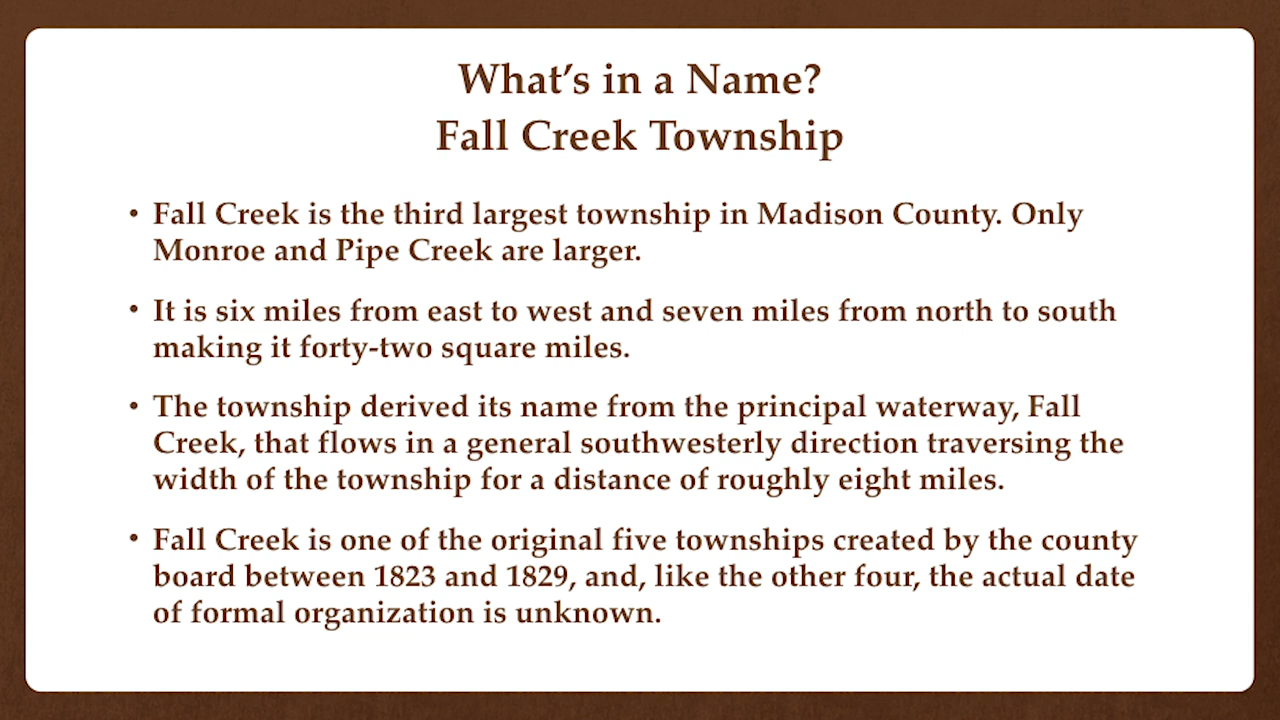 What's in a Name?
Fall Creek Township
• Fall Creek is the third largest township in Madison County. Only
Monroe and Pipe Creek are larger.
• It is six miles from east to west and seven miles from north to south
making it forty-two square miles.
• The township derived its name from the principal waterway, Fall
Creek, that flows in a general southwesterly direction traversing the
width of the township for a distance of roughly eight miles.
• Fall Creek is one of the original five townships created by the county
board between 1823 and 1829, and, like the other four, the actual date
of formal organization is unknown.